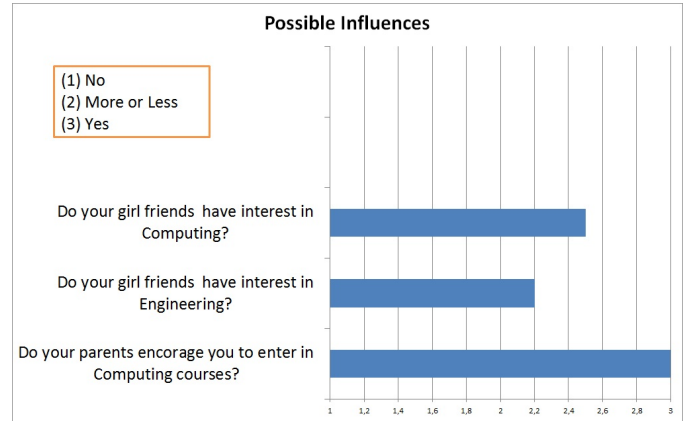 Possible Influences
(1) No
(2) More or Less
(3) Yes
Do your girl friends have interest in
Computing?
Do your girl friends have interest in
Engineering?
Do your parents encorage you to enter in
Computing courses?
1 1,2 1,4 1,6 1,8 2 2,2 2,4 2,6 2,8 3